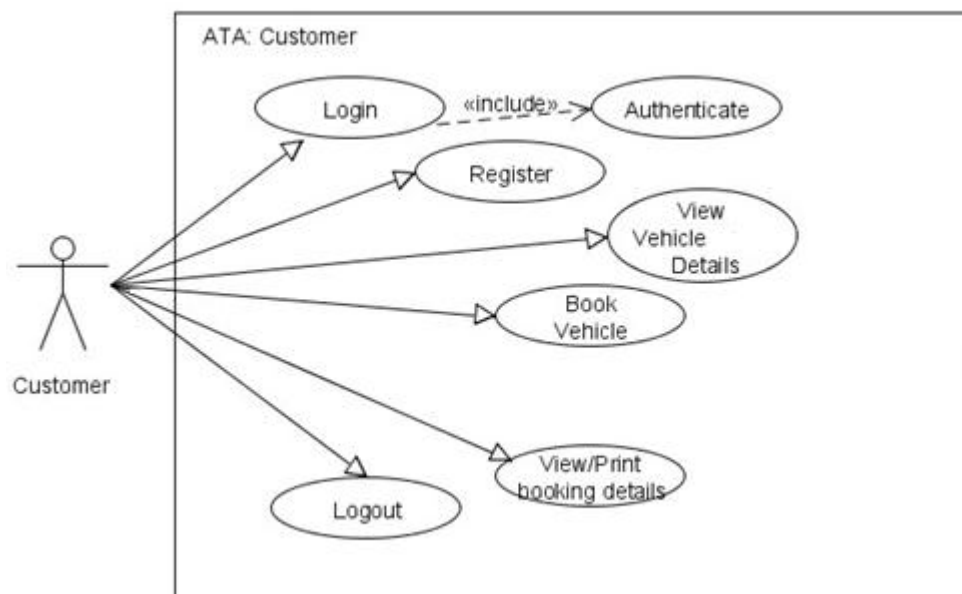 ATA: Customer
Login
«include»
Authenticate
Register
View
Vehicle
Details
Book
Vehicle
Customer
View/Print
booking details
Logout